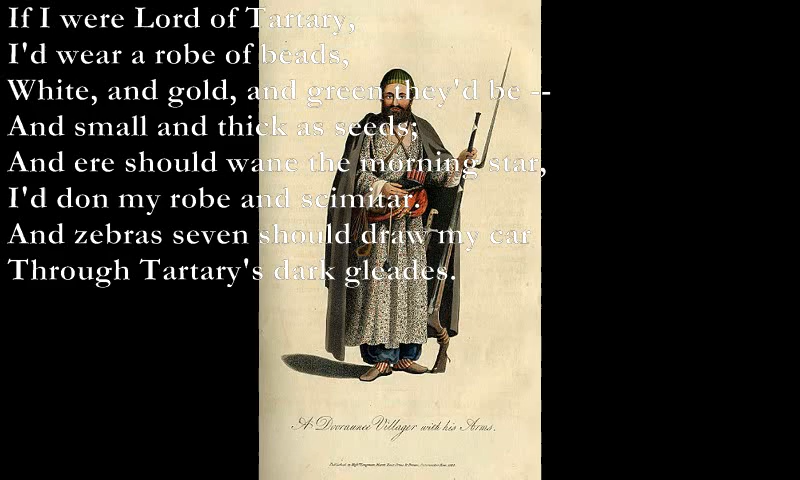 If I were Lord of Tartary,
I'd wear a robe of beads,
White, and gold, and green they'd be --
And small and thick as seeds;
And ere should wane the morning star,
I'd don my robe and scimitar.
And zebras seven should draw my car
Through Tartary's dark gleades.
A Dooraunee Villager with his Arms.